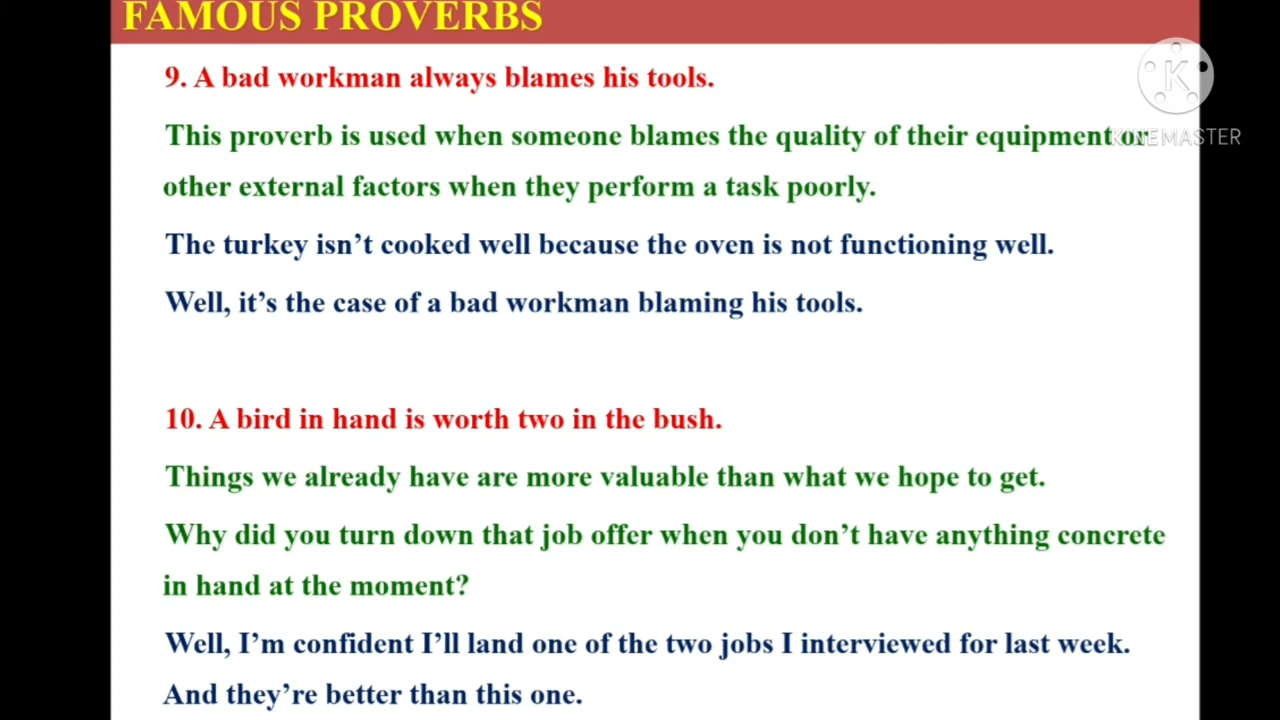 FAMOUS PROVERBS
9. A bad workman always blames his tools.
This proverb is used when someone blames the quality of their equipment or
other external factors when they perform a task poorly.
The turkey isn’t cooked well because the oven is not functioning well.
Well, it’s the case of a bad workman blaming his tools.
10. A bird in hand is worth two in the bush.
Things we already have are more valuable than what we hope to get.
Why did you turn down that job offer when you don’t have anything concrete
in hand at the moment?
Well, I’m confident I’ll land one of the two jobs I interviewed for last week.
And they’re better than this one.
K
KINEMASTER